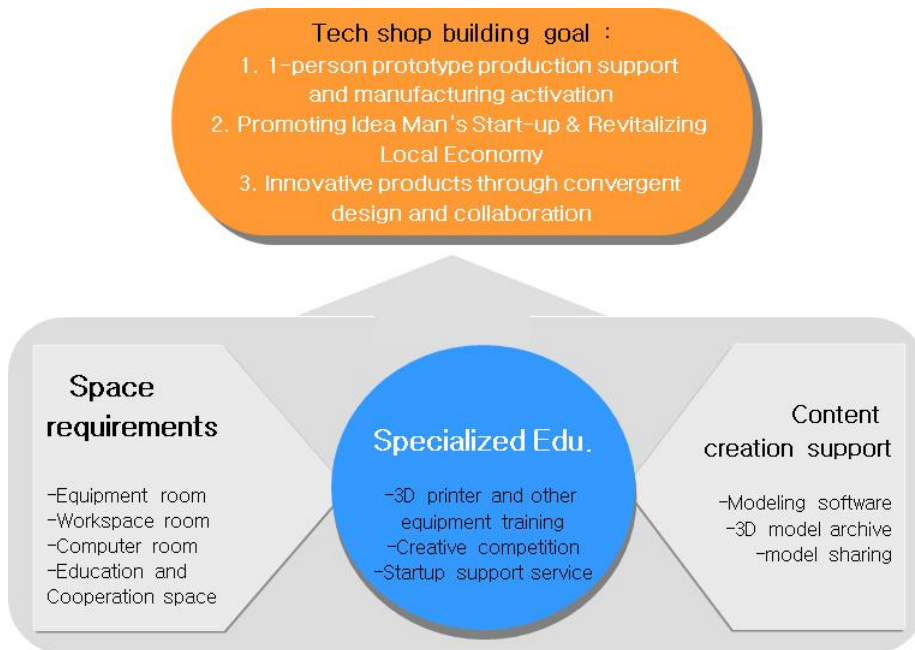 Tech shop building goal :
1. 1-person prototype production support
and manufacturing activation
2. Promoting Idea Man's Start-up & Revitalizing
Local Economy
3. Innovative products through convergent
design and collaboration
Space
requirements
-Equipment room
-Workspace room
-Computer room
-Education and
Cooperation space
Specialized Edu.
-3D printer and other
equipment training
-Creative competition
-Startup support service
Content
creation support
-Modeling software
-3D model archive
-model sharing